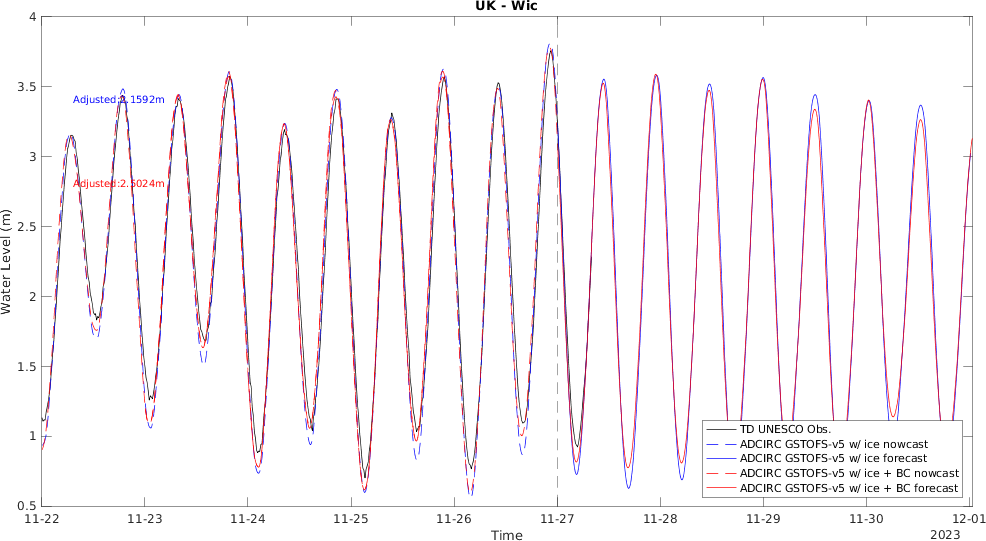 UK - Wic
4
3.5
3
2.5
2
1.5
1
0.5
Water Level (m)
Adjusted:2.1592m
Adjusted:2.5024m
TD UNESCO Obs.
ADCIRC GSTOFS-v5 w/ ice nowcast
ADCIRC GSTOFS-v5 w/ ice forecast
ADCIRC GSTOFS-v5 w/ ice + BC nowcast
ADCIRC GSTOFS-v5 w/ ice + BC forecast
11-22 11-23 11-24 11-25 11-26 11-27 11-28 11-29 11-30 12-01
Time
2023